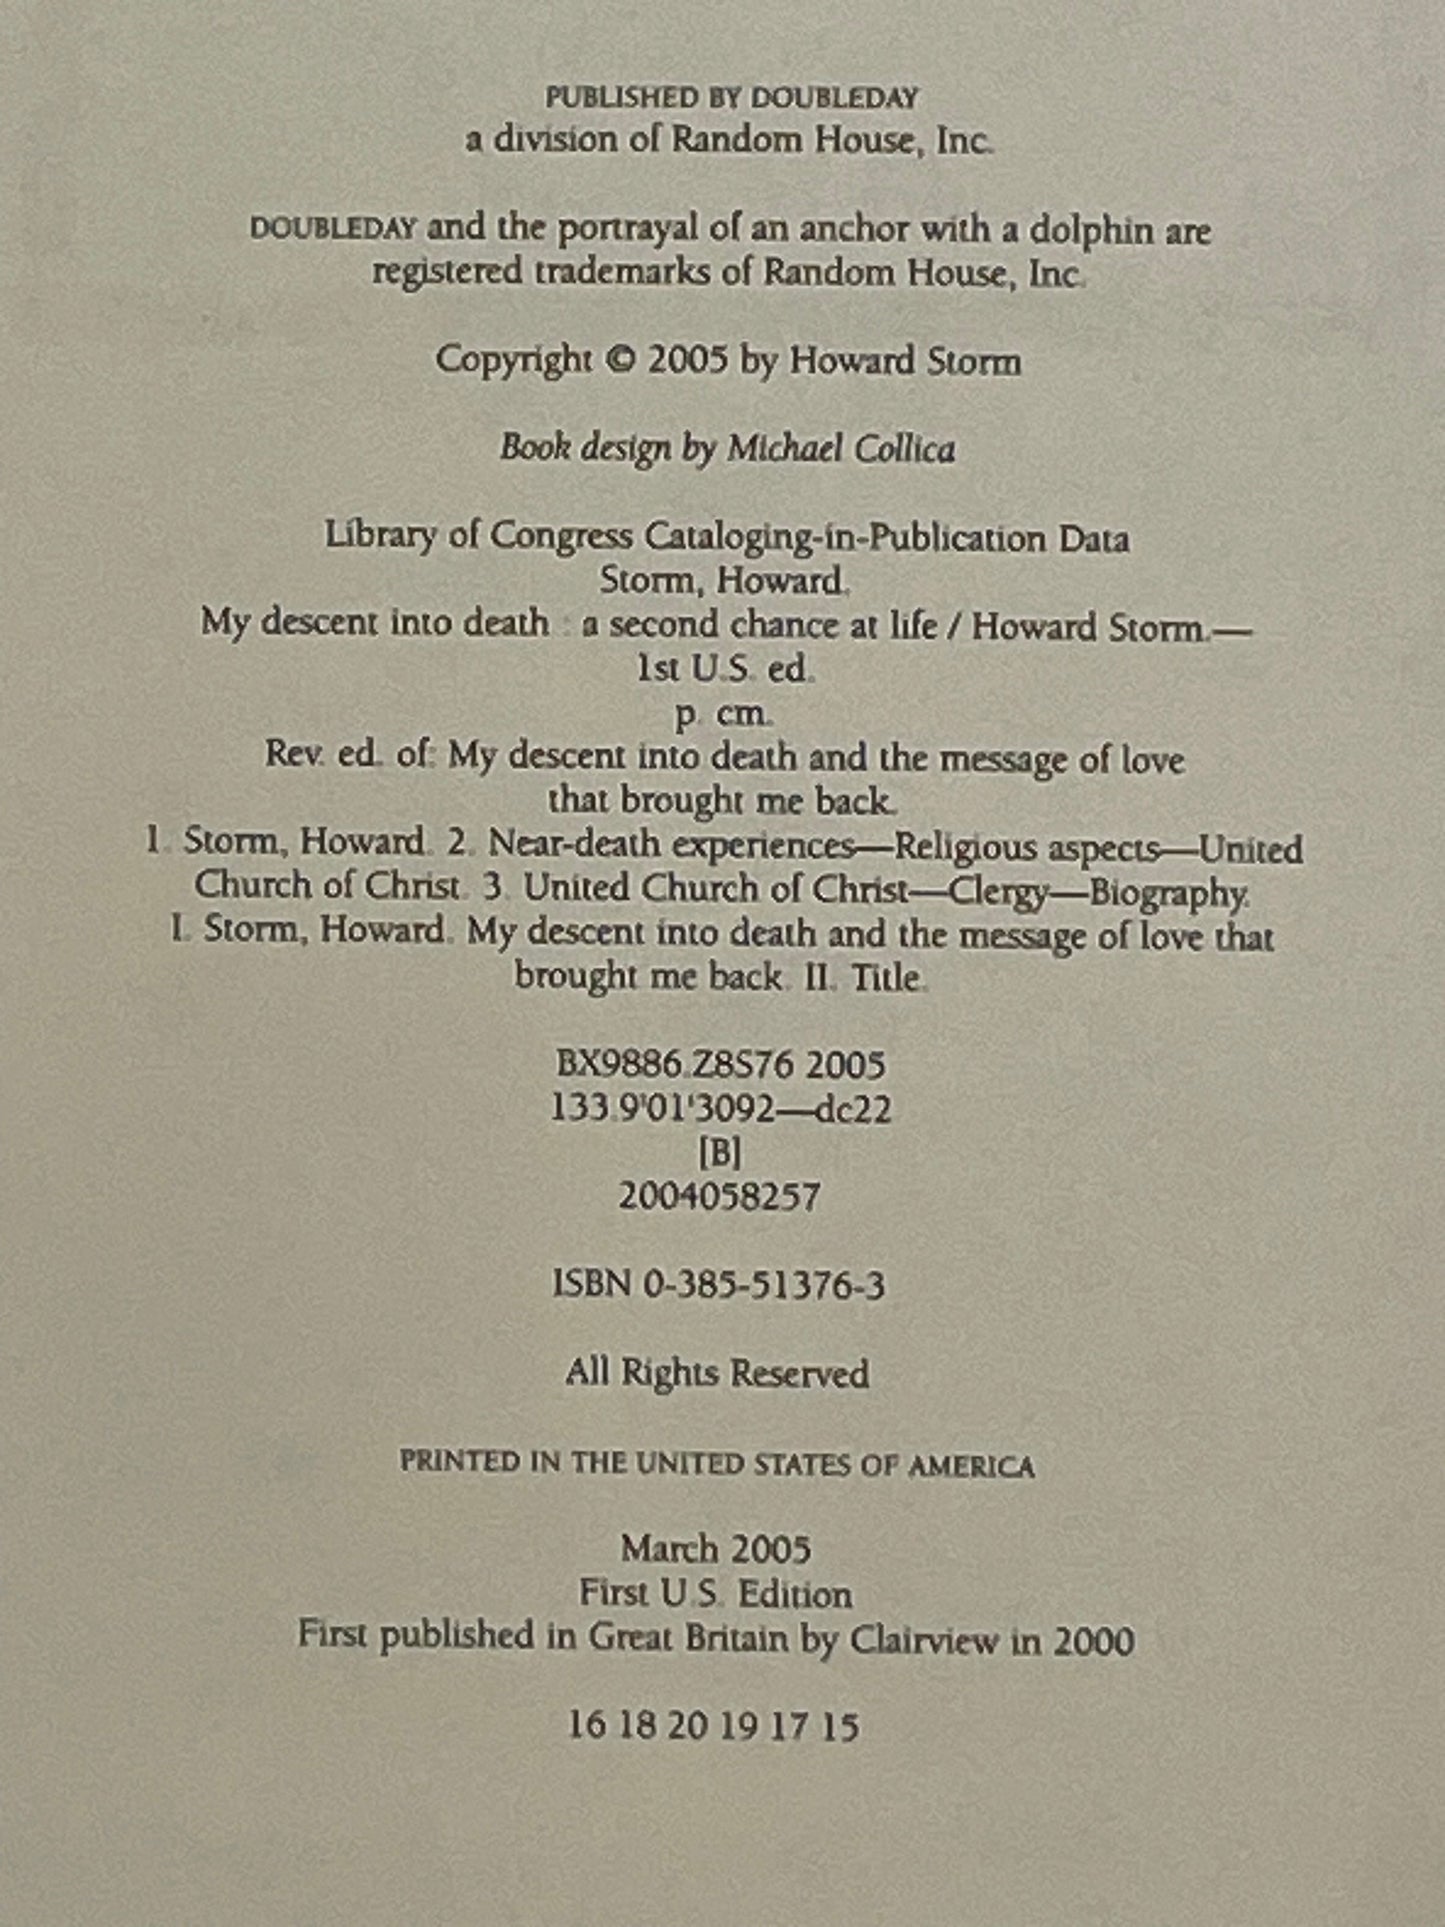 PUBLISHED BY DOUBLEDAY
a division of Random House, Inc.
DOUBLEDAY and the portrayal of an anchor with a dolphin are
registered trademarks of Random House, Inc.
Copyright © 2005 by Howard Storm
Book design by Michael Collica
Library of Congress Cataloging-in-Publication Data
Storm, Howard.
My descent into death : a second chance at life / Howard Storm.—
1st U.S. ed.
p. cm.
Rev. ed. of: My descent into death and the message of love
that brought me back.
1. Storm, Howard. 2. Near-death experiences—Religious aspects—United
Church of Christ. 3. United Church of Christ—Clergy—Biography.
I. Storm, Howard. My descent into death and the message of love that
brought me back. II. Title.
BX9886.Z8S76 2005
133.9'01'3092—dc22
[B]
2004058257
ISBN 0-385-51376-3
All Rights Reserved
PRINTED IN THE UNITED STATES OF AMERICA
March 2005
First U.S. Edition
First published in Great Britain by Clairview in 2000
16 18 20 19 17 15